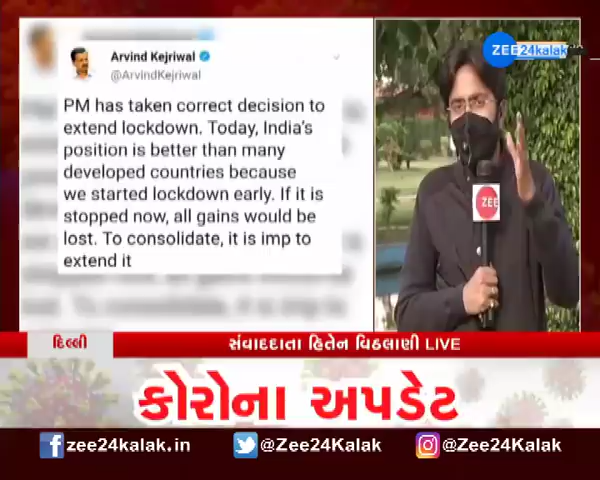 Arvind Kejriwal
@ArvindKejriwal
PM has taken correct decision to
extend lockdown. Today, India's
position is better than many
developed countries because
we started lockdown early. If it is
stopped now, all gains would be
lost. To consolidate, it is imp to
extend it
ZEE24kalak
ZEE
દિલ્લી
સંવાદદાતા હિતેન વિઠલાણી LIVE
કોરોના અપડેટ
zee24kalak.in
@Zee24Kalak
@Zee24Kalak